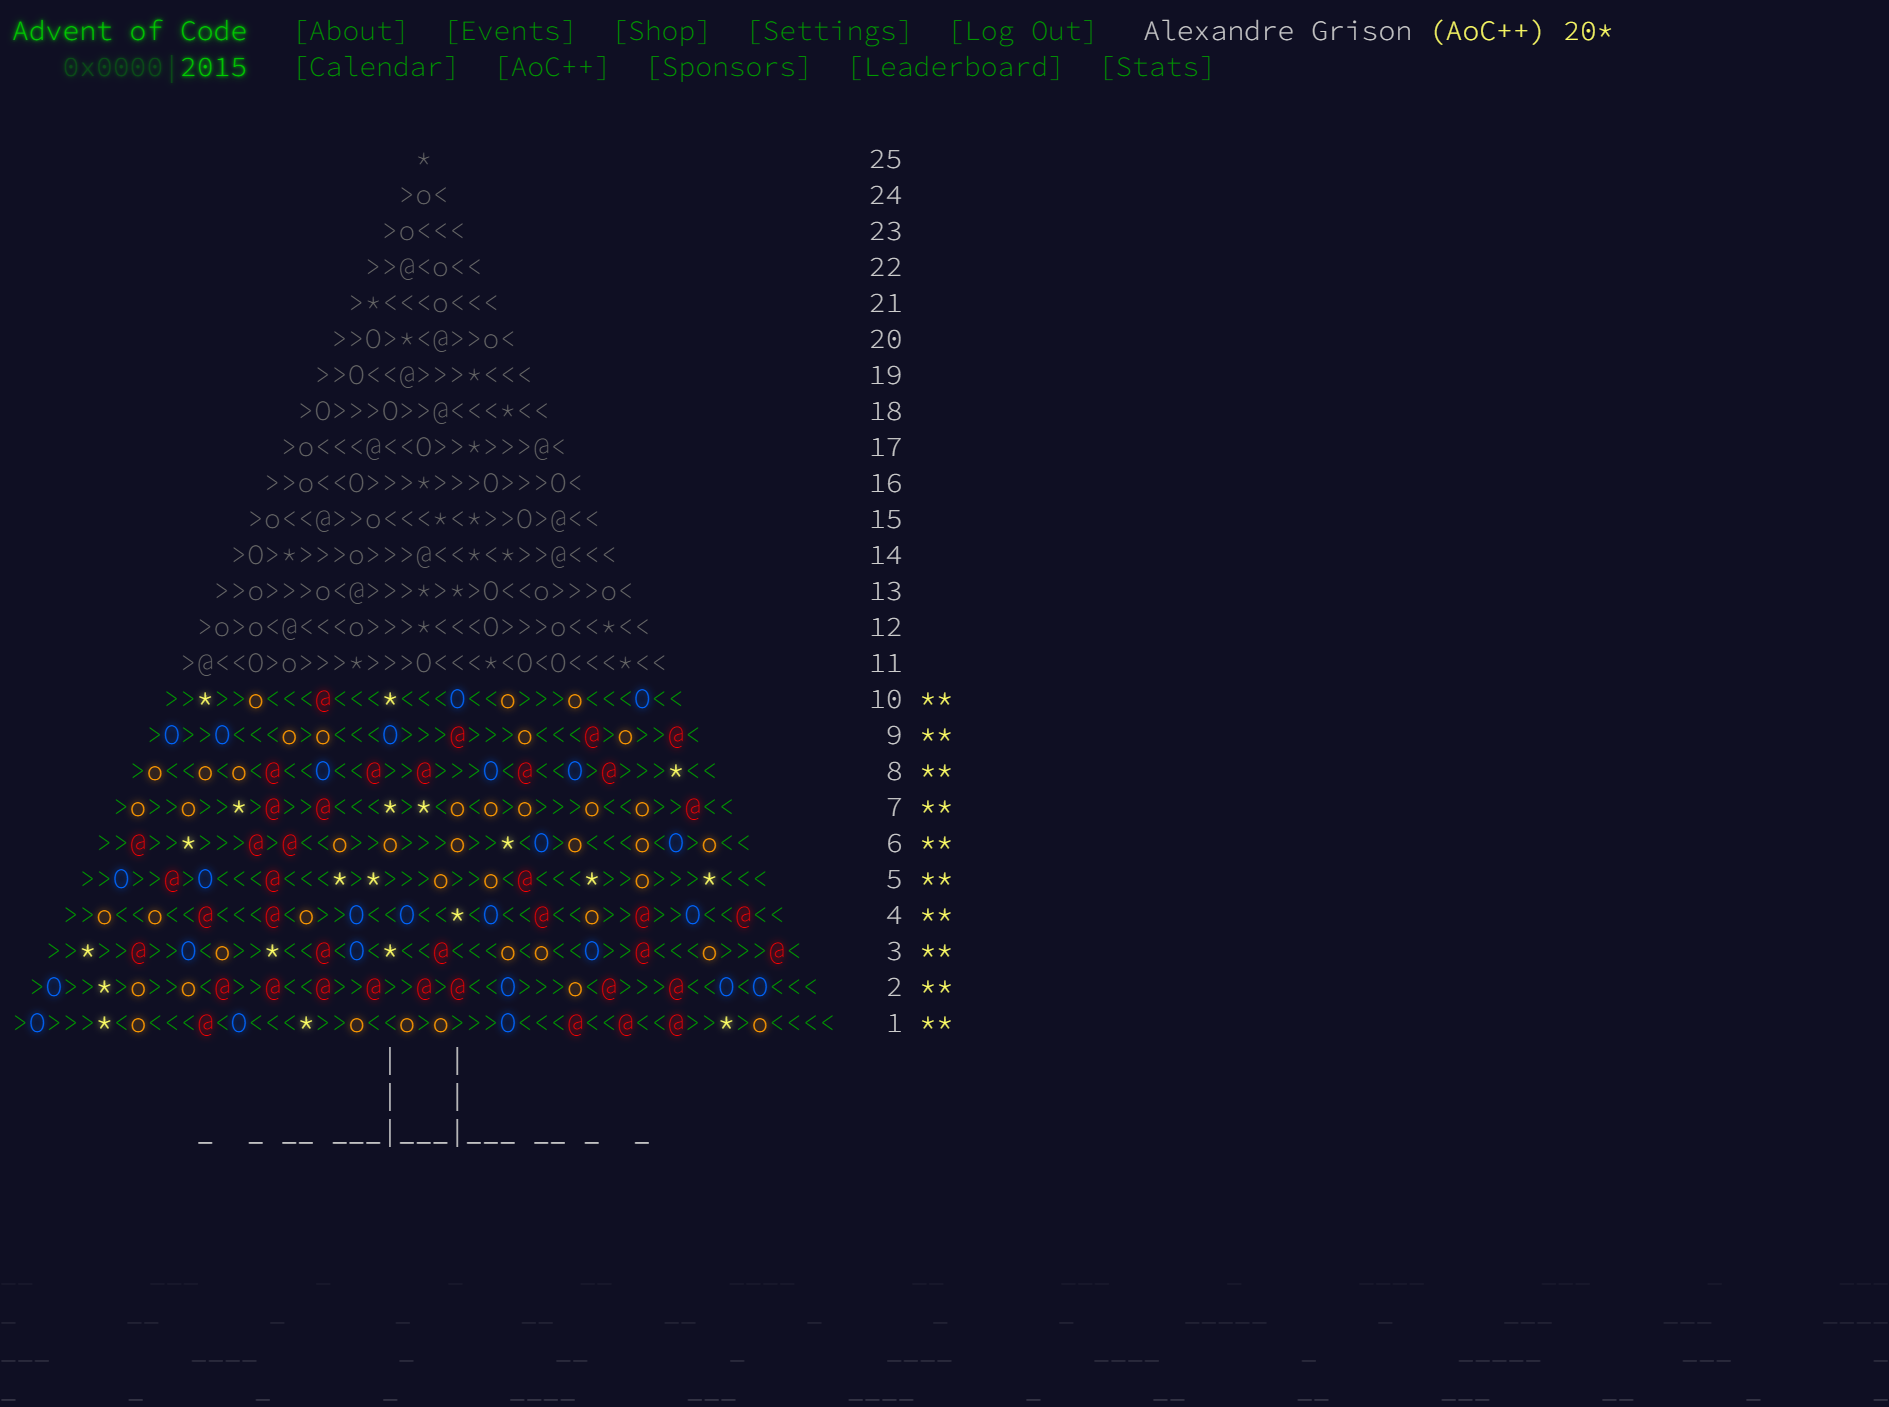 Advent of Code [About] [Events] [Shop] [Settings] [Log Out] Alexandre Grison (AoC++) 20*
0x0000|2015 [Calendar] [AoC++] [Sponsors] [Leaderboard] [Stats]
* 25
>o< 24
>o<<< 23
>>@<o<< 22
>*<<<o<<< 21
>>O>*<@>>o< 20
>>O<<@>>>*<<< 19
>O>>>O>>@<<<*<< 18
>o<<<@<<O>>*>>>@< 17
>>o<<O>>>*>>>O>>>O< 16
>o<<@>>o<<<*<*>>O>@<< 15
>O>*>>>o>>>@<<*<*>>@<<< 14
>>o>>>o<@>>>*>*>O<<o>>>o< 13
>o>o<@<<<o>>>*<<<O>>>o<<*<< 12
>@<<O>o>>>*>>>O<<<*<O<O<<<*<< 11
>>*>>o<<<@<<<*<<<O<<o>>>o<<<O<< 10 **
>O>>O<<<o>o<<<O>>>@>>>o<<<@>o>>@< 9 **
>o<<o<o<@<<O<<@>>@>>>O<@<<O>@>>>*<< 8 **
>o>>o>>*>@>>@<<<*>*<o<o>o>>>o<<o>>@<< 7 **
>>@>>*>>>@>@<<o>>o>>>o>>*<O>o<<<o<O>o<< 6 **
>>O>>@>O<<<@<<<*>*>>>o>>o<@<<<*>>o>>>*<<< 5 **
>>o<<o<<@<<<@<o>>O<<O<<*<O<<@<<o>>@>>O<<@<< 4 **
>>*>>@>>O<o>>*<<@<O<*<<@<<<o<o<<O>>@<<<o>>>@< 3 **
>O>>*>o>>o<@>>@<<@>>@>>@>@<<O>>>o<@>>>@<<O<O<<< 2 **
>O>>>*<o<<<@<O<<<*>>o<<o>o>>>O<<<@<<@<<@>>*>o<<<< 1 **
| |
| |
_ _ __ ___|___|___ __ _ _